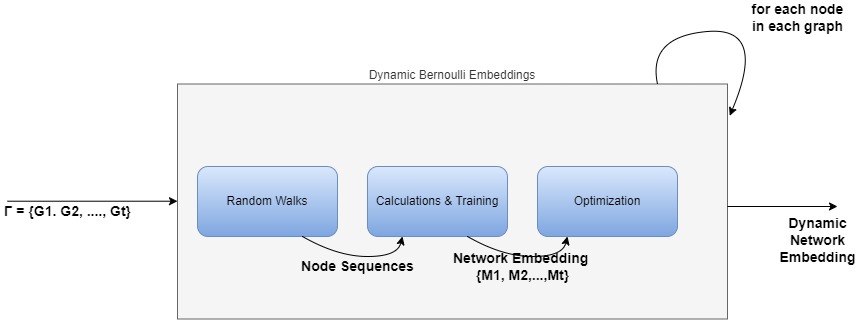 for each node
in each graph
Dynamic Bernoulli Embeddings
Γ = {G1. G2, ...., Gt}
Random Walks
Calculations & Training
Optimization
Node Sequences
Network Embedding
{M1, M2,...,Mt}
Dynamic
Network
Embedding